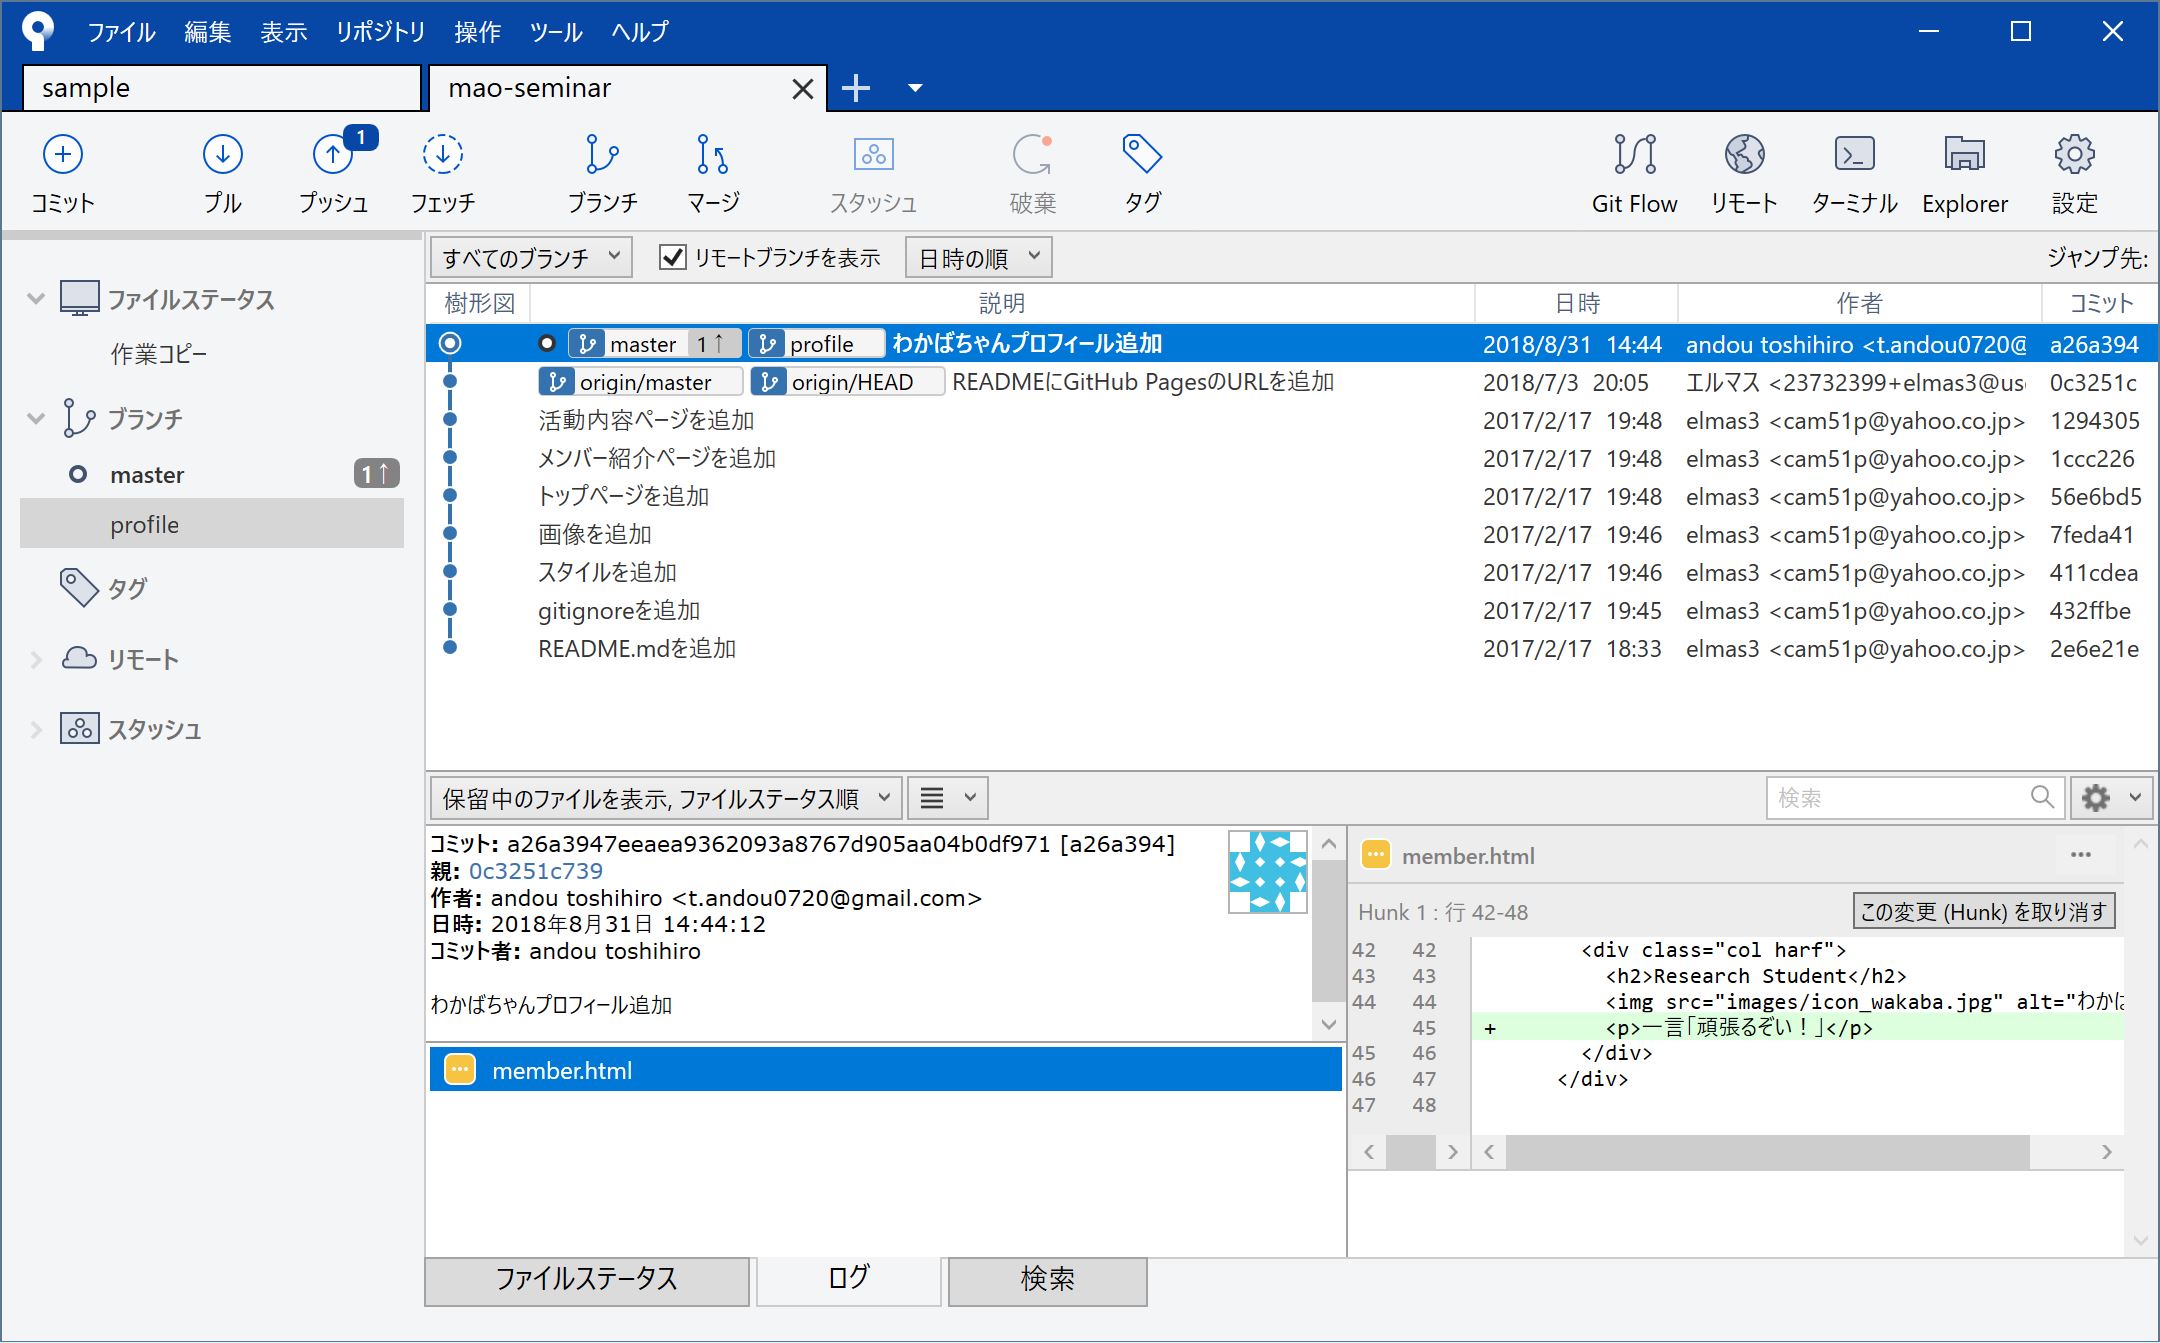 ファイル 編集 表示 リポジトリ 操作 ツール ヘルプ
sample mao-seminar
1
コミット プル プッシュ フェッチ ブランチ マージ スタッシュ 破棄 タグ Git Flow リモート ターミナル Explorer 設定
ファイルステータス
作業コピー
ブランチ
master 1↑
profile
タグ
リモート
スタッシュ
すべてのブランチ リモートブランチを表示 日時の順 ジャンプ先:
樹形図 説明 日時 作者 コミット
master 1↑ profile わかばちゃんプロフィール追加 2018/8/31 14:44 andou toshihiro <t.andou0720@ a26a394
origin/master origin/HEAD READMEにGitHub PagesのURLを追加 2018/7/3 20:05 エルマス <23732399+elmas3@us 0c3251c
活動内容ページを追加 2017/2/17 19:48 elmas3 <cam51p@yahoo.co.jp> 1294305
メンバー紹介ページを追加 2017/2/17 19:48 elmas3 <cam51p@yahoo.co.jp> 1ccc226
トップページを追加 2017/2/17 19:48 elmas3 <cam51p@yahoo.co.jp> 56e6bd5
画像を追加 2017/2/17 19:46 elmas3 <cam51p@yahoo.co.jp> 7feda41
スタイルを追加 2017/2/17 19:46 elmas3 <cam51p@yahoo.co.jp> 411cdea
gitignoreを追加 2017/2/17 19:45 elmas3 <cam51p@yahoo.co.jp> 432ffbe
README.mdを追加 2017/2/17 18:33 elmas3 <cam51p@yahoo.co.jp> 2e6e21e
保留中のファイルを表示, ファイルステータス順 検索
コミット: a26a3947eeaea9362093a8767d905aa04b0df971 [a26a394]
親: 0c3251c739
作者: andou toshihiro <t.andou0720@gmail.com>
日時: 2018年8月31日 14:44:12
コミット者: andou toshihiro
わかばちゃんプロフィール追加
member.html
member.html
Hunk 1 : 行 42-48 この変更 (Hunk) を取り消す
42 42 <div class="col harf">
43 43 <h2>Research Student</h2>
44 44 <img src="images/icon_wakaba.jpg" alt="わかば
45 + <p>一言「頑張るぞい！」</p>
45 46 </div>
46 47 </div>
47 48
ファイルステータス ログ 検索